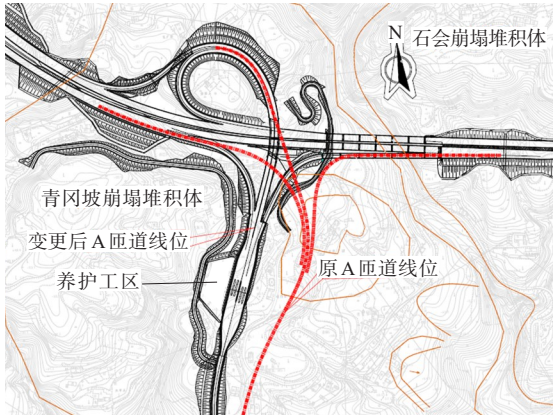 N
石会崩塌堆积体
青冈坡崩塌堆积体
变更后A匝道线位
养护工区
原A匝道线位